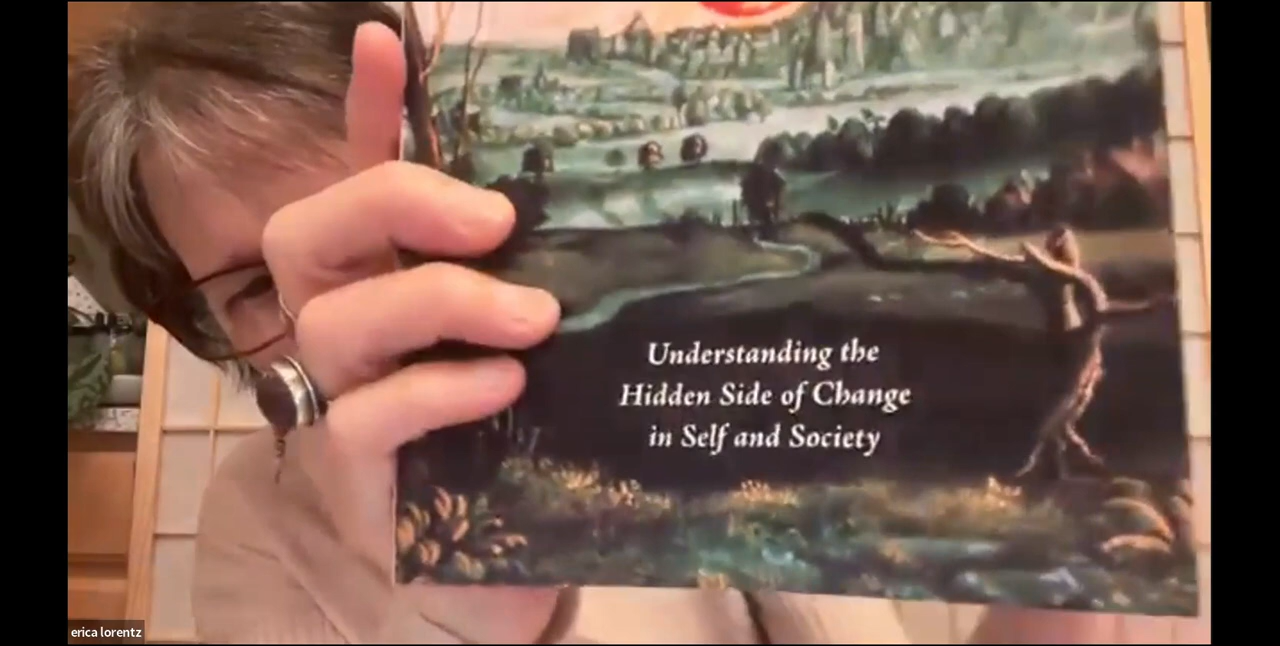 Understanding the
Hidden Side of Change
in Self and Society
erica lorentz